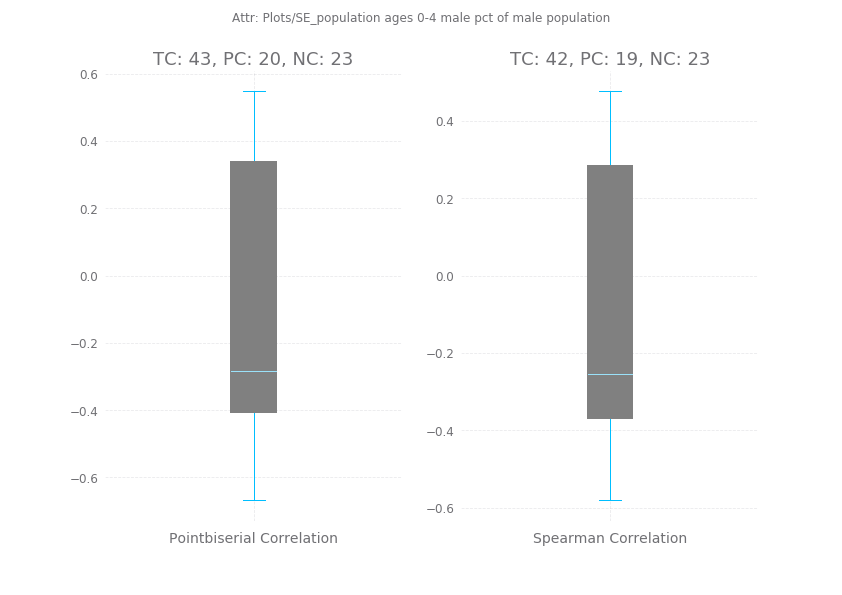 Attr: Plots/SE_population ages 0-4 male pct of male population
TC: 43, PC: 20, NC: 23
0.6
0.4
0.2
0.0
−0.2
−0.4
−0.6
Pointbiserial Correlation
TC: 42, PC: 19, NC: 23
0.4
0.2
0.0
−0.2
−0.4
−0.6
Spearman Correlation